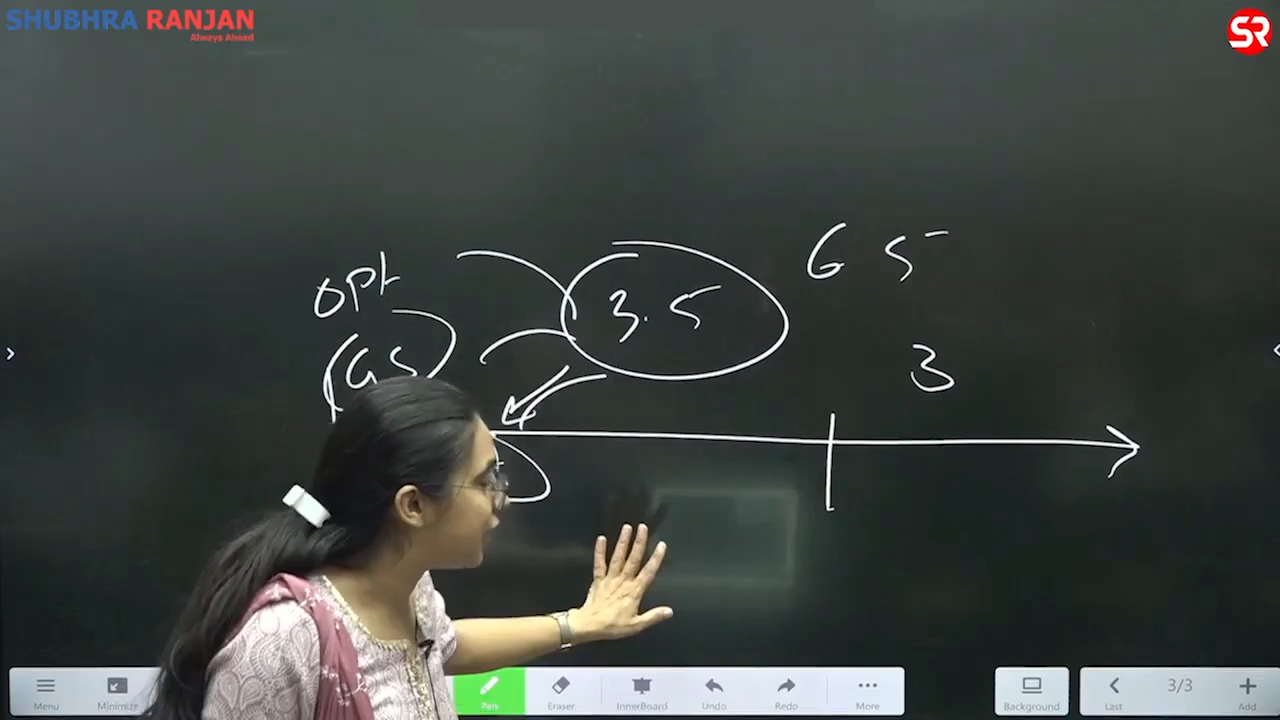 SHUBHRA RANJAN
Always Ahead
SR
opt
3.5
65
GS
3
Menu
Minimize
Pen
Eraser
InnerBoard
Undo
Redo
More
Background
Last
3/3
Add